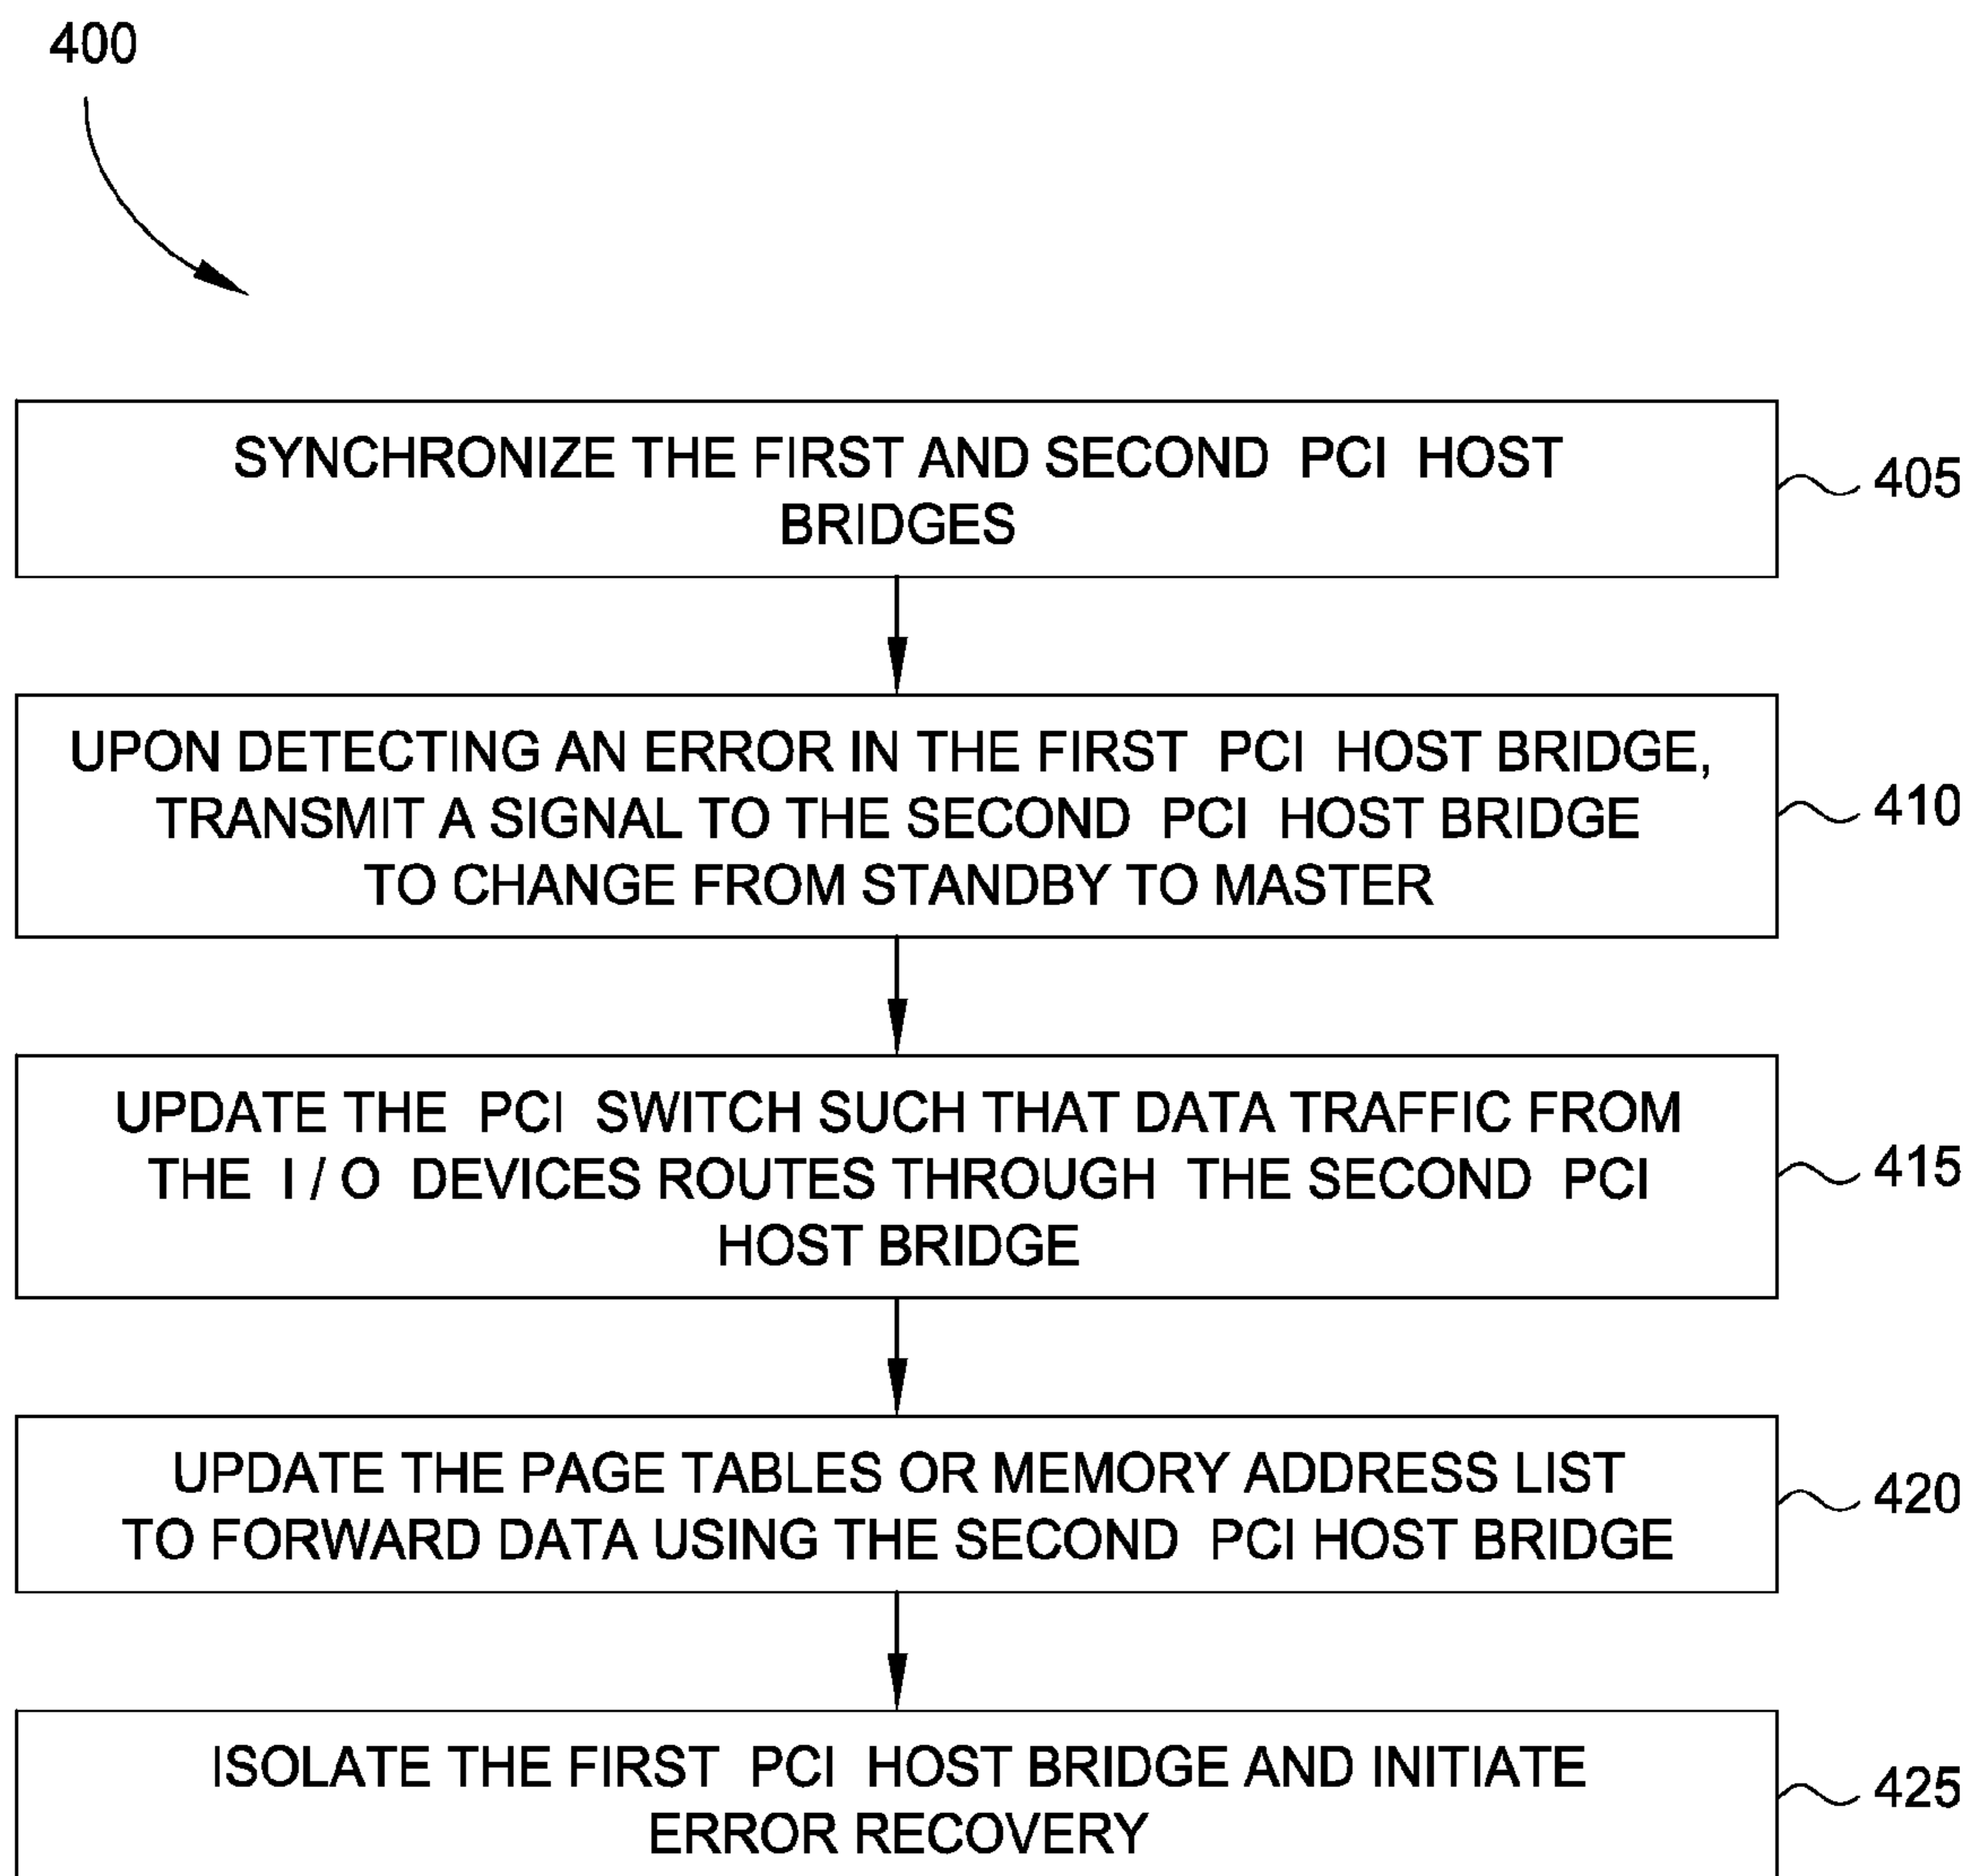 400
SYNCHRONIZE THE FIRST AND SECOND PCI HOST
BRIDGES
405
UPON DETECTING AN ERROR IN THE FIRST PCI HOST BRIDGE,
TRANSMIT A SIGNAL TO THE SECOND PCI HOST BRIDGE
TO CHANGE FROM STANDBY TO MASTER
410
UPDATE THE PCI SWITCH SUCH THAT DATA TRAFFIC FROM
THE I / O DEVICES ROUTES THROUGH THE SECOND PCI
HOST BRIDGE
415
UPDATE THE PAGE TABLES OR MEMORY ADDRESS LIST
TO FORWARD DATA USING THE SECOND PCI HOST BRIDGE
420
ISOLATE THE FIRST PCI HOST BRIDGE AND INITIATE
ERROR RECOVERY
425